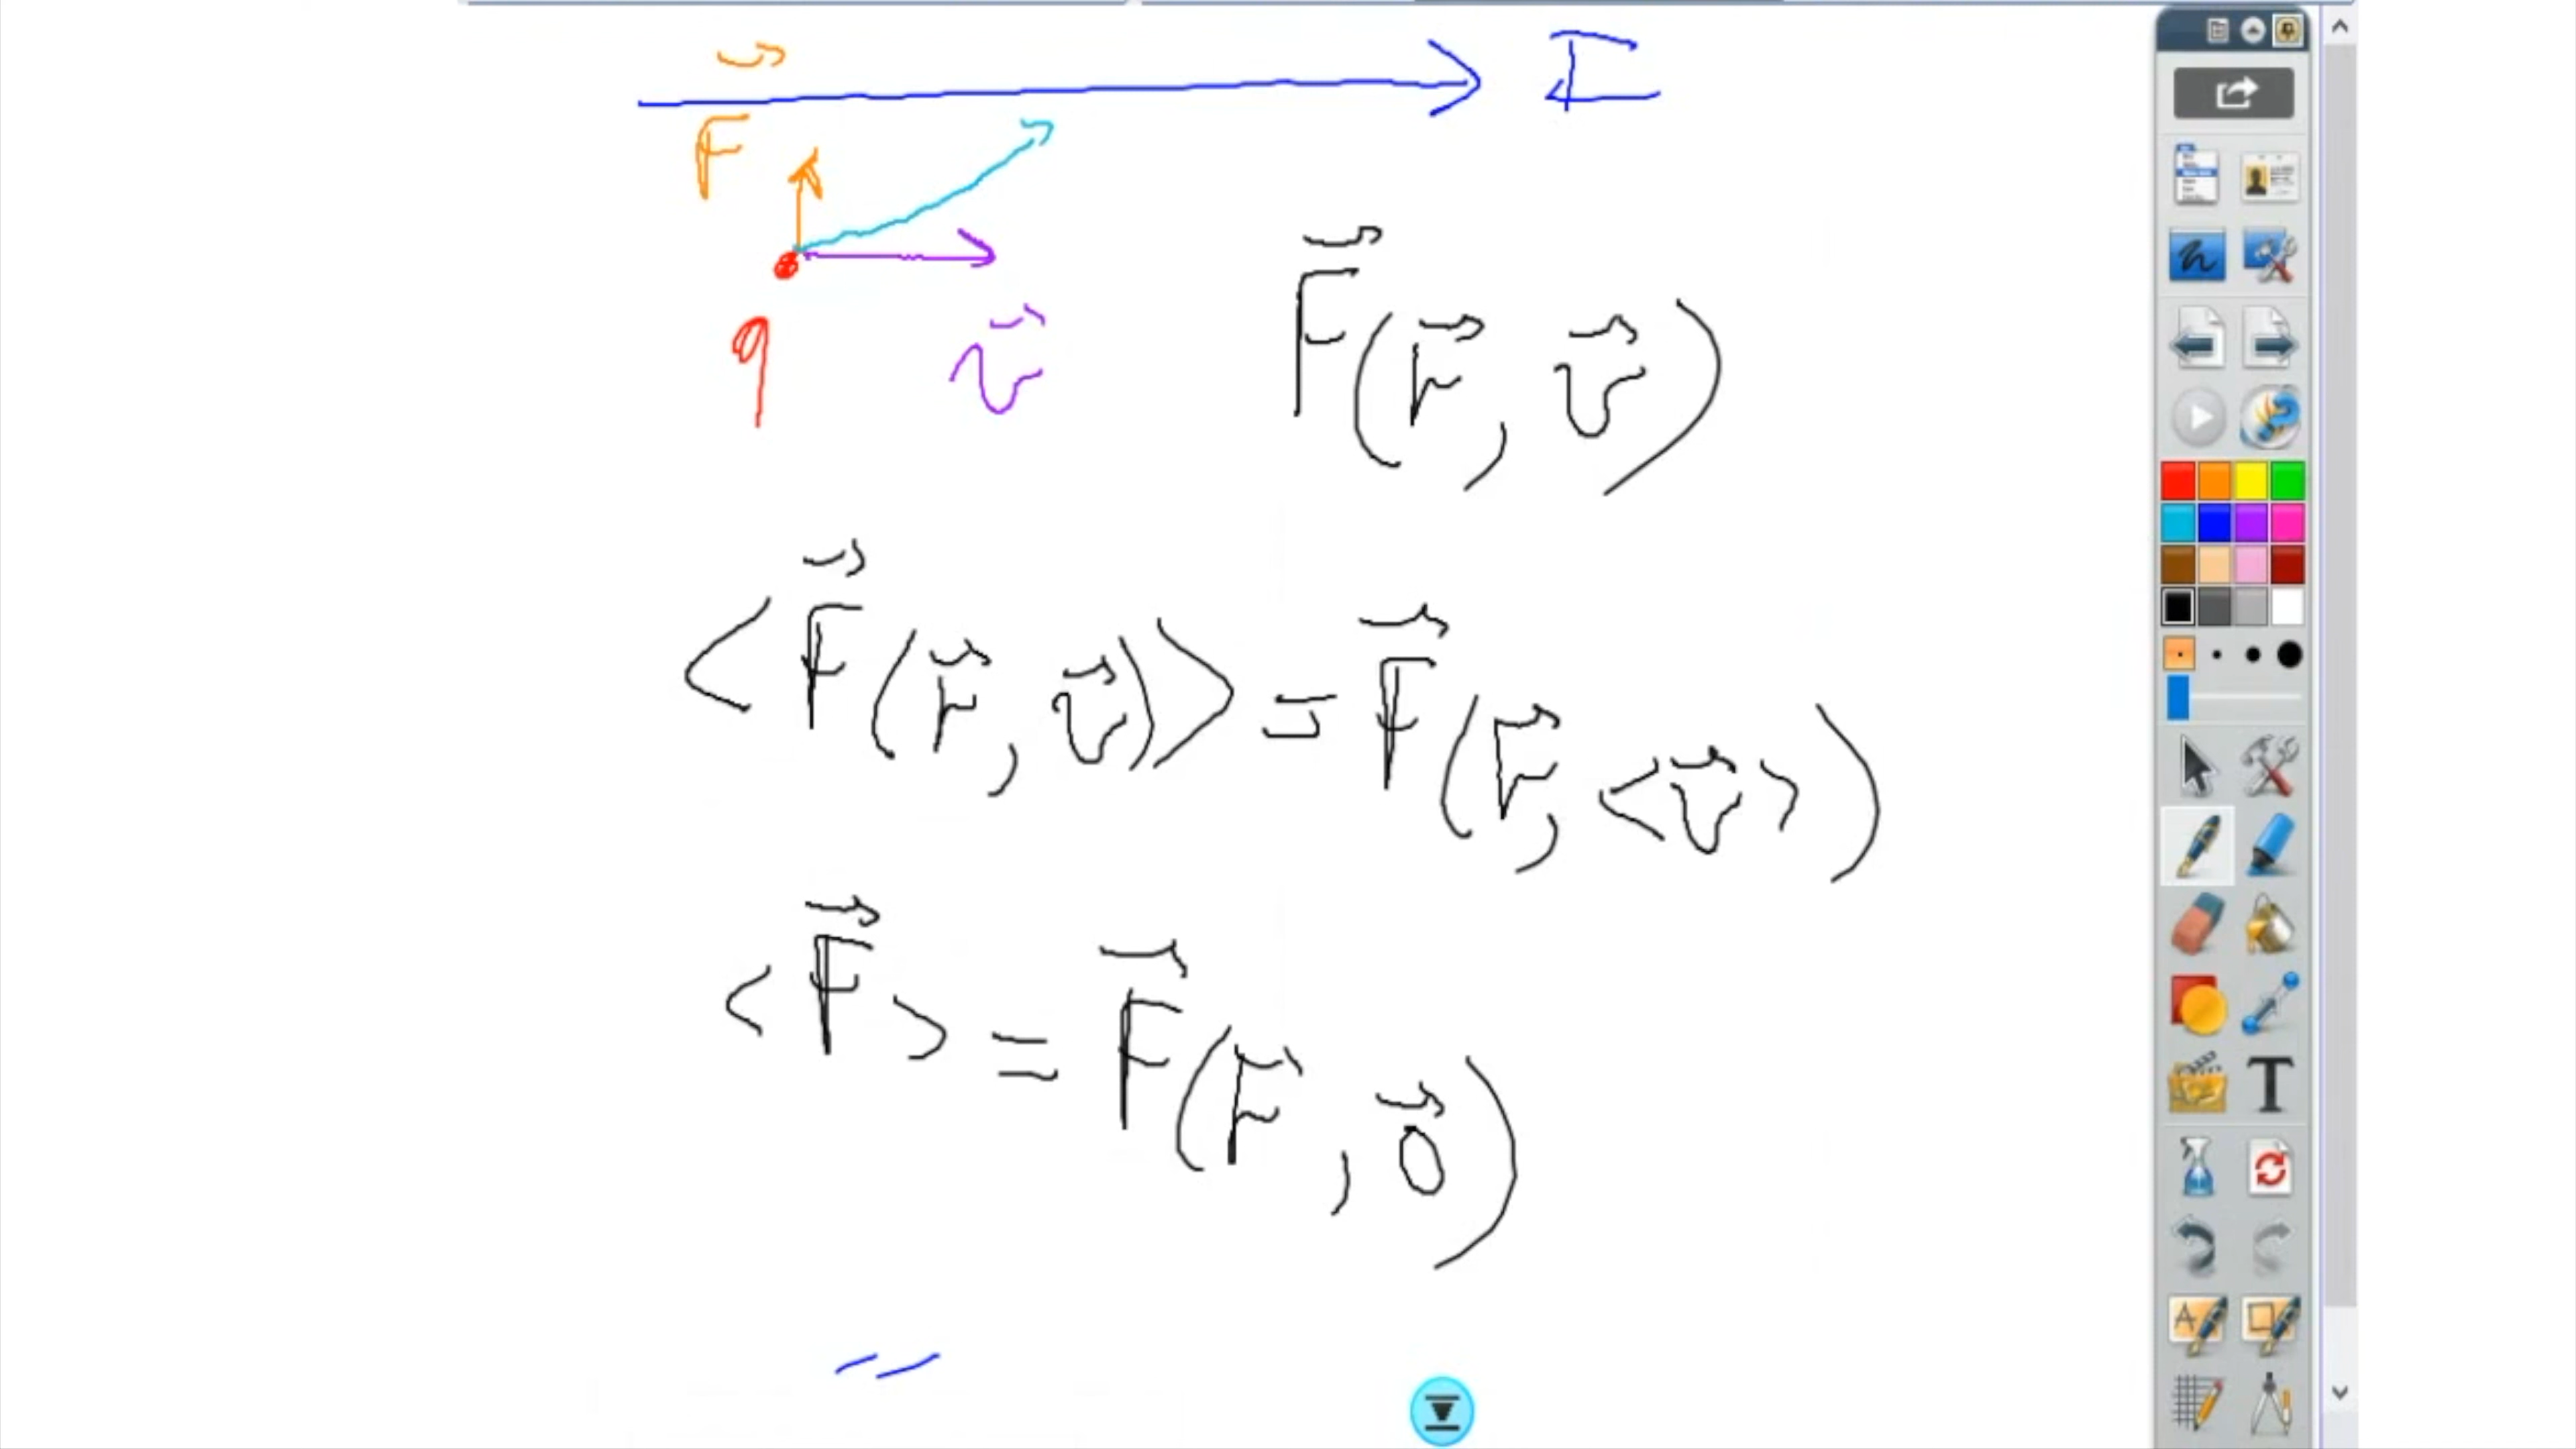 I
F⃗
q
v⃗
F⃗(r⃗, v⃗)
<F⃗(r⃗, v⃗)> = F⃗(r⃗, <v⃗>)
<F⃗> = F⃗(r⃗, 0⃗)